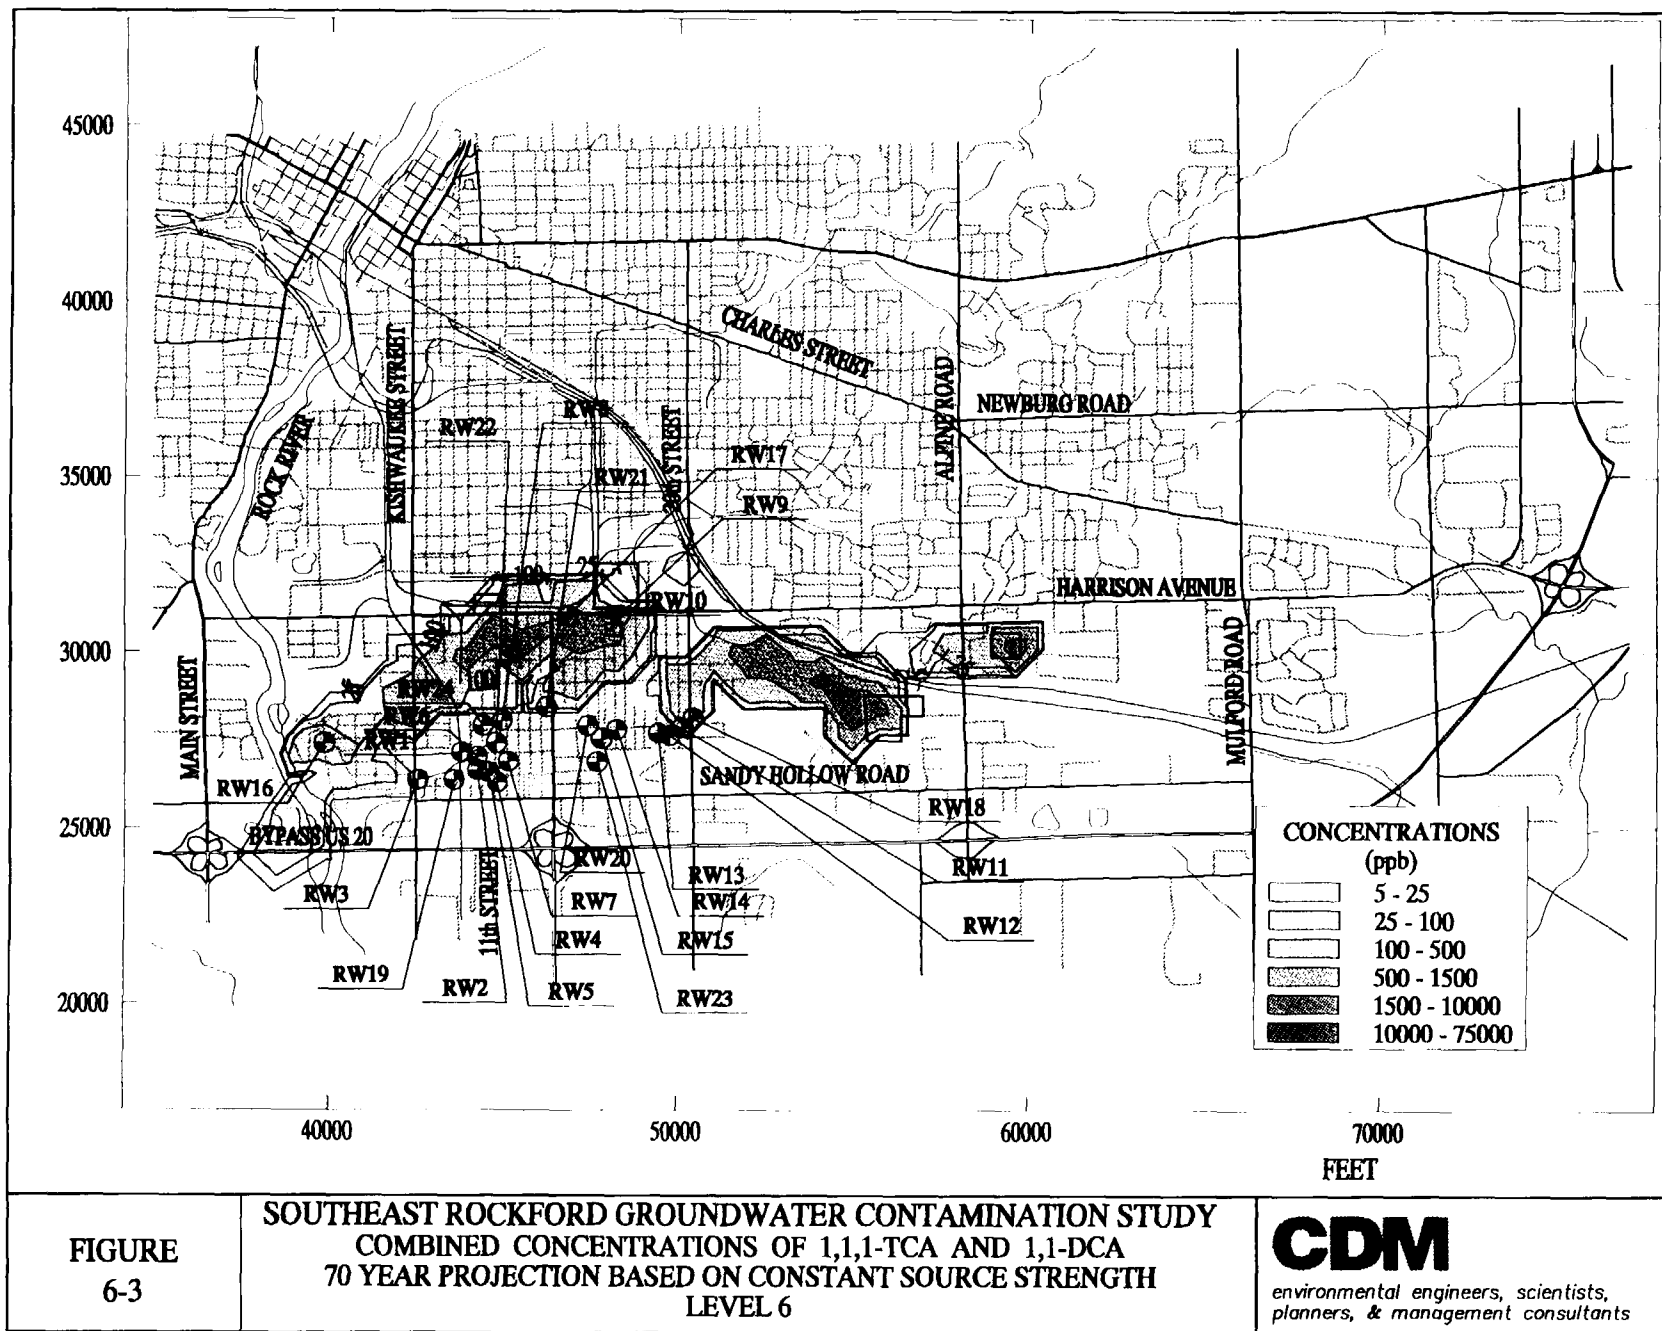 45000
40000
35000
30000
25000
20000
40000
50000
60000
70000
FEET
CHARLES STREET
KISHWAUKEE STREET
ROCK RIVER
ALPINE ROAD
NEWBURG ROAD
20th STREET
RW8
RW22
RW21
RW17
RW9
RW10
HARRISON AVENUE
MULFORD ROAD
MAIN STREET
100
25
100
100
25
RW24
RW6
RW1
RW16
SANDY HOLLOW ROAD
BYPASS US 20
RW18
RW11
RW12
RW20
RW13
RW3
RW7
RW14
11th STREET
RW4
RW15
RW19
RW2
RW5
RW23
CONCENTRATIONS
(ppb)
5 - 25
25 - 100
100 - 500
500 - 1500
1500 - 10000
10000 - 75000
FIGURE
6-3
SOUTHEAST ROCKFORD GROUNDWATER CONTAMINATION STUDY
COMBINED CONCENTRATIONS OF 1,1,1-TCA AND 1,1-DCA
70 YEAR PROJECTION BASED ON CONSTANT SOURCE STRENGTH
LEVEL 6
CDM
environmental engineers, scientists,
planners, & management consultants